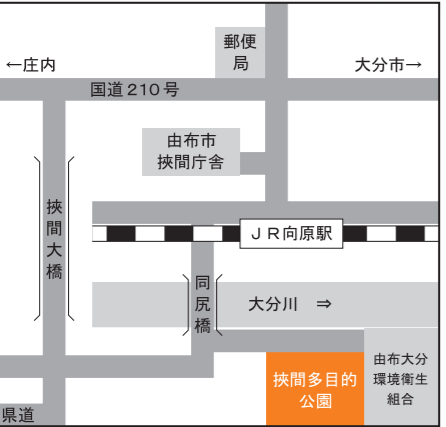 郵便
局
←庄内
大分市→
国道210号
由布市
挾間庁舎
挾間大橋
JR向原駅
同尻橋
大分川 ⇒
挾間多目的
公園
由布大分
環境衛生
組合
県道